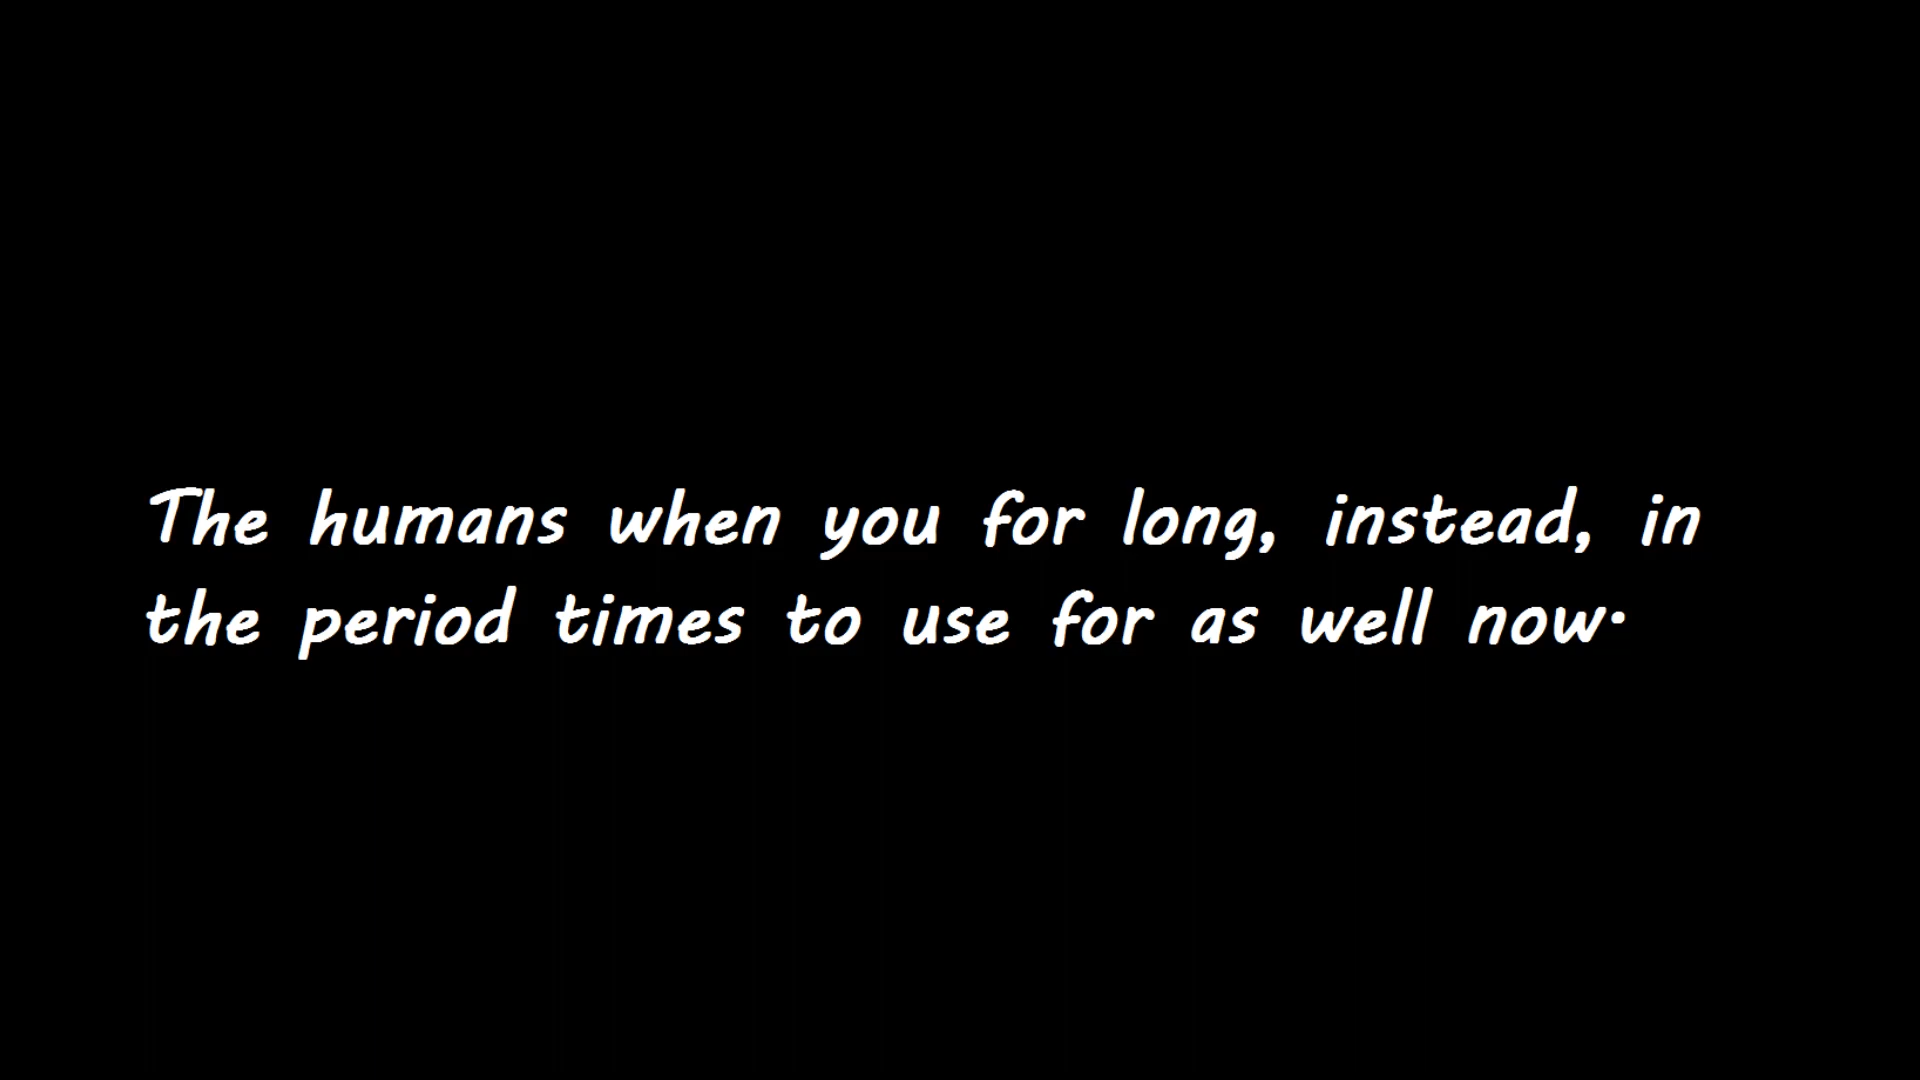 The humans when you for long, instead, in
the period times to use for as well now.